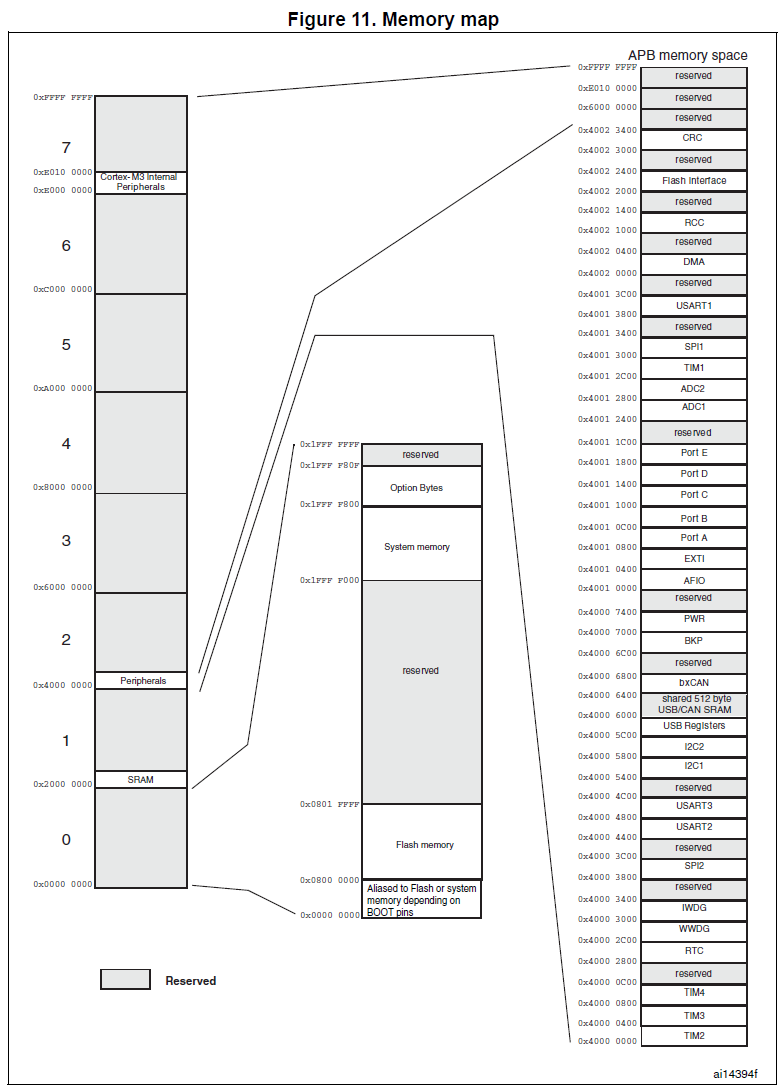 Figure 11. Memory map
0xFFFF FFFF
7
0xE010 0000
Cortex-M3 Internal
Peripherals
0xE000 0000
6
0xC000 0000
5
0xA000 0000
4
0x8000 0000
3
0x6000 0000
2
Peripherals
0x4000 0000
1
SRAM
0x2000 0000
0
0x0000 0000
Reserved
0x1FFF FFFF
reserved
0x1FFF F80F
Option Bytes
0x1FFF F800
System memory
0x1FFF F000
reserved
0x0801 FFFF
Flash memory
0x0800 0000
Aliased to Flash or system
memory depending on
BOOT pins
0x0000 0000
APB memory space
0xFFFF FFFF
reserved
0xE010 0000
reserved
0x6000 0000
reserved
0x4002 3400
CRC
0x4002 3000
reserved
0x4002 2400
Flash Interface
0x4002 2000
reserved
0x4002 1400
RCC
0x4002 1000
reserved
0x4002 0400
DMA
0x4002 0000
reserved
0x4001 3C00
USART1
0x4001 3800
reserved
0x4001 3400
SPI1
0x4001 3000
TIM1
0x4001 2C00
ADC2
0x4001 2800
ADC1
0x4001 2400
reserved
0x4001 1C00
Port E
0x4001 1800
Port D
0x4001 1400
Port C
0x4001 1000
Port B
0x4001 0C00
Port A
0x4001 0800
EXTI
0x4001 0400
AFIO
0x4001 0000
reserved
0x4000 7400
PWR
0x4000 7000
BKP
0x4000 6C00
reserved
0x4000 6800
bxCAN
0x4000 6400
shared 512 byte
USB/CAN SRAM
0x4000 6000
USB Registers
0x4000 5C00
I2C2
0x4000 5800
I2C1
0x4000 5400
reserved
0x4000 4C00
USART3
0x4000 4800
USART2
0x4000 4400
reserved
0x4000 3C00
SPI2
0x4000 3800
reserved
0x4000 3400
IWDG
0x4000 3000
WWDG
0x4000 2C00
RTC
0x4000 2800
reserved
0x4000 0C00
TIM4
0x4000 0800
TIM3
0x4000 0400
TIM2
0x4000 0000
ai14394f